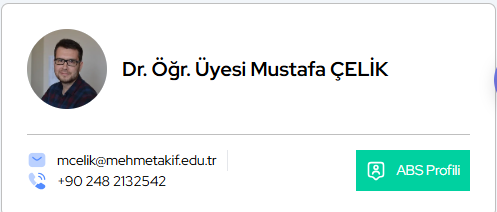 Dr. Öğr. Üyesi Mustafa ÇELİK
mcelik@mehmetakif.edu.tr
+90 248 2132542
ABS Profili